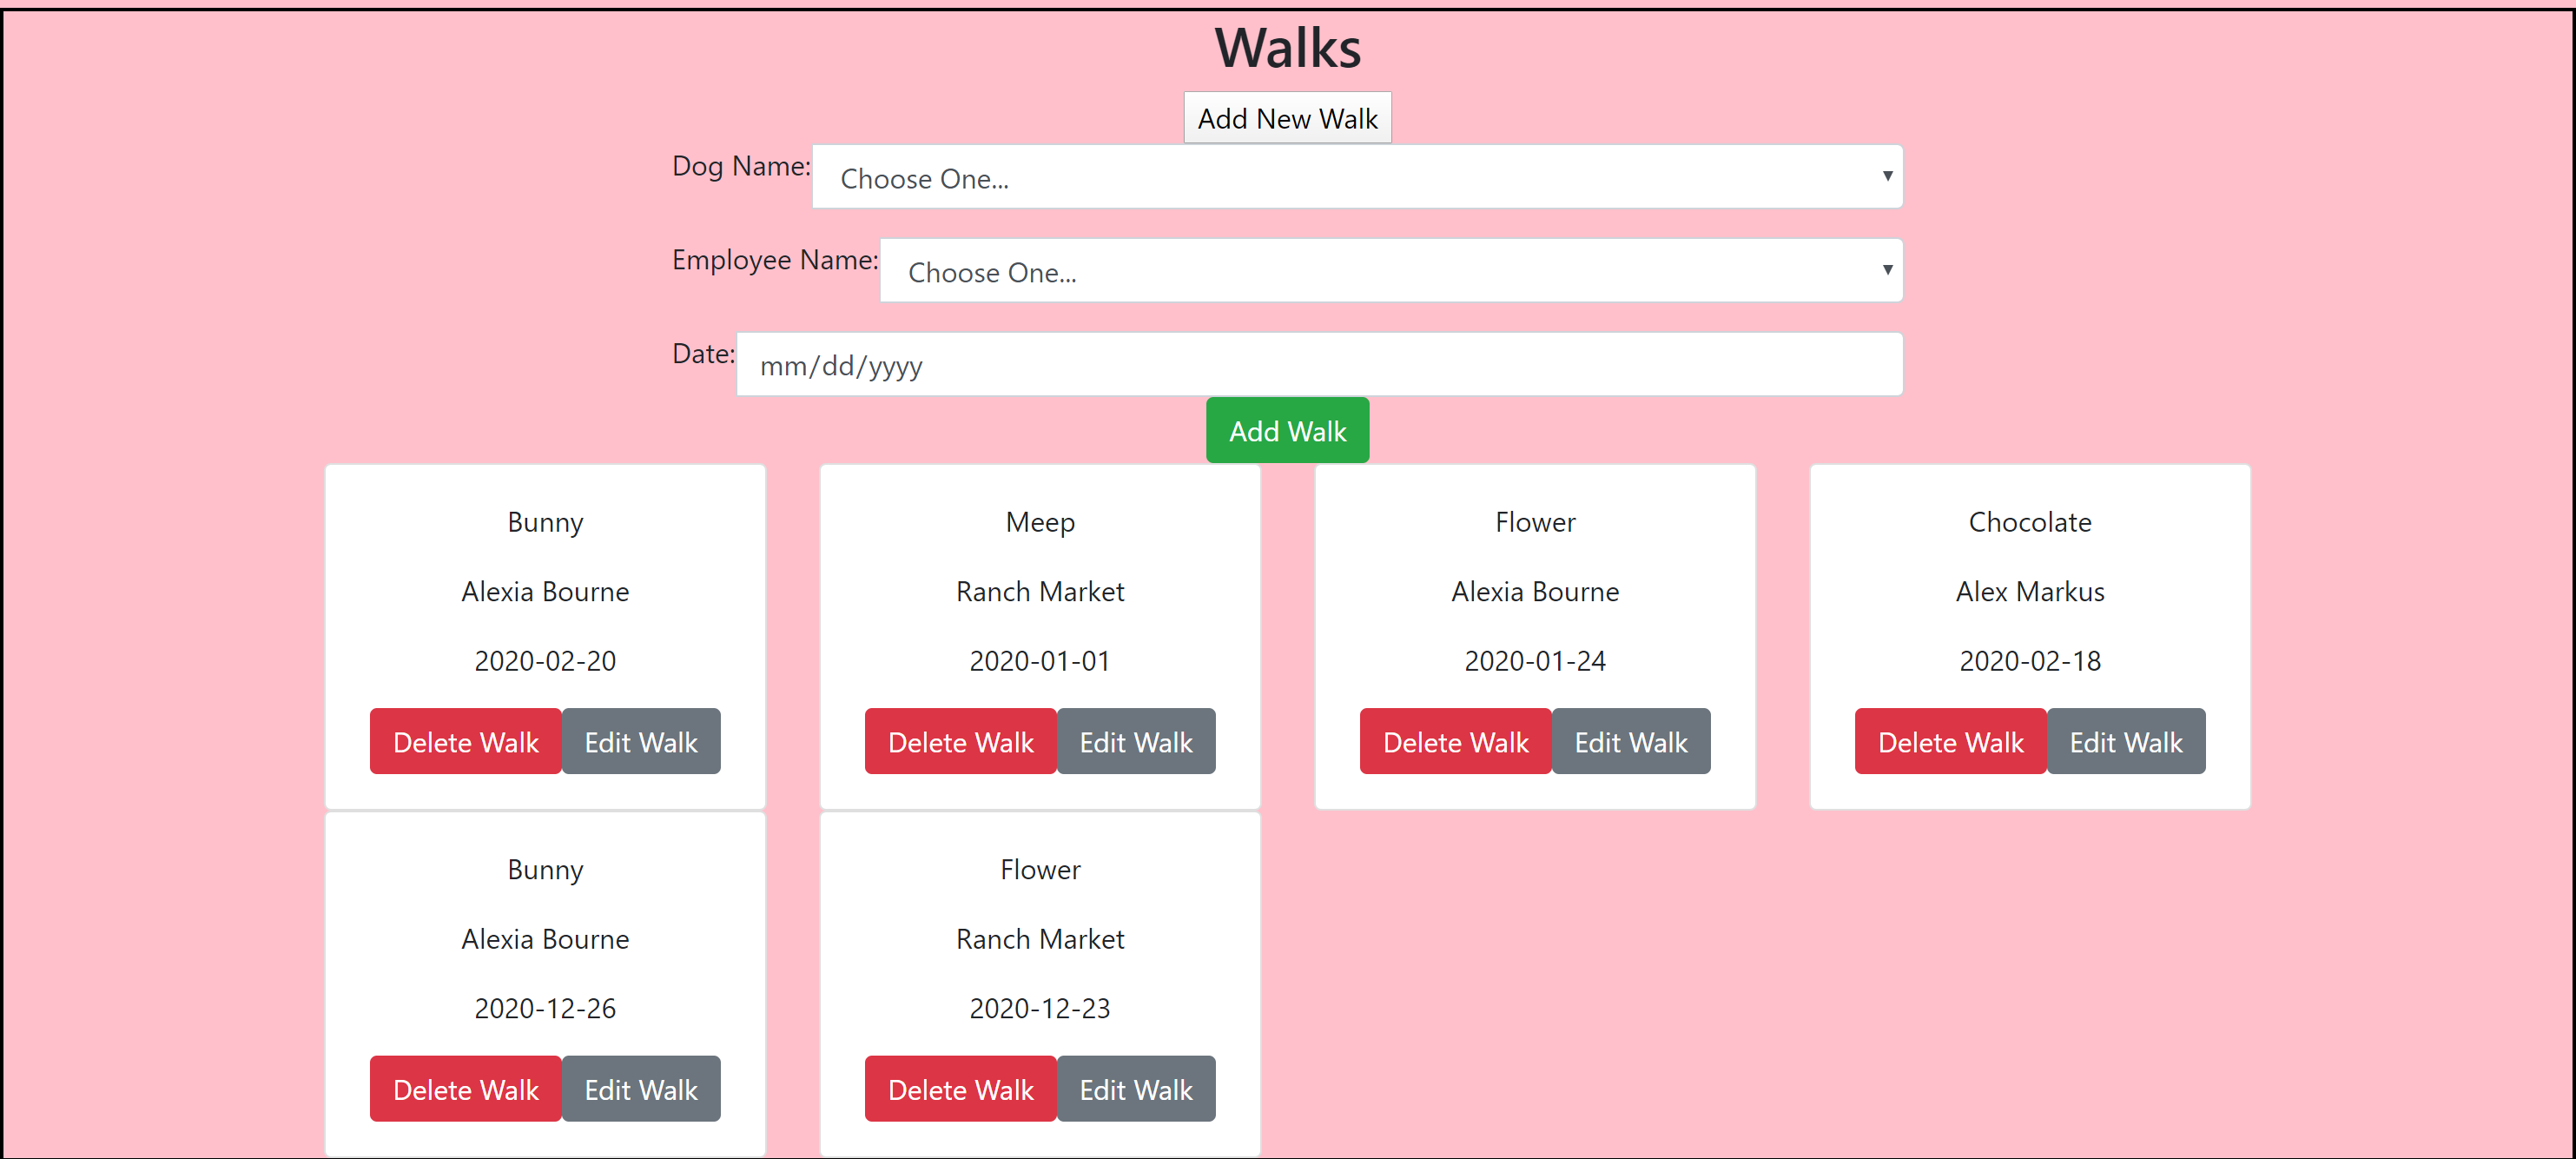 Walks
Add New Walk
Dog Name: Choose One...
Employee Name: Choose One...
Date: mm/dd/yyyy
Add Walk
Bunny
Alexia Bourne
2020-02-20
Delete Walk Edit Walk
Meep
Ranch Market
2020-01-01
Delete Walk Edit Walk
Flower
Alexia Bourne
2020-01-24
Delete Walk Edit Walk
Chocolate
Alex Markus
2020-02-18
Delete Walk Edit Walk
Bunny
Alexia Bourne
2020-12-26
Delete Walk Edit Walk
Flower
Ranch Market
2020-12-23
Delete Walk Edit Walk